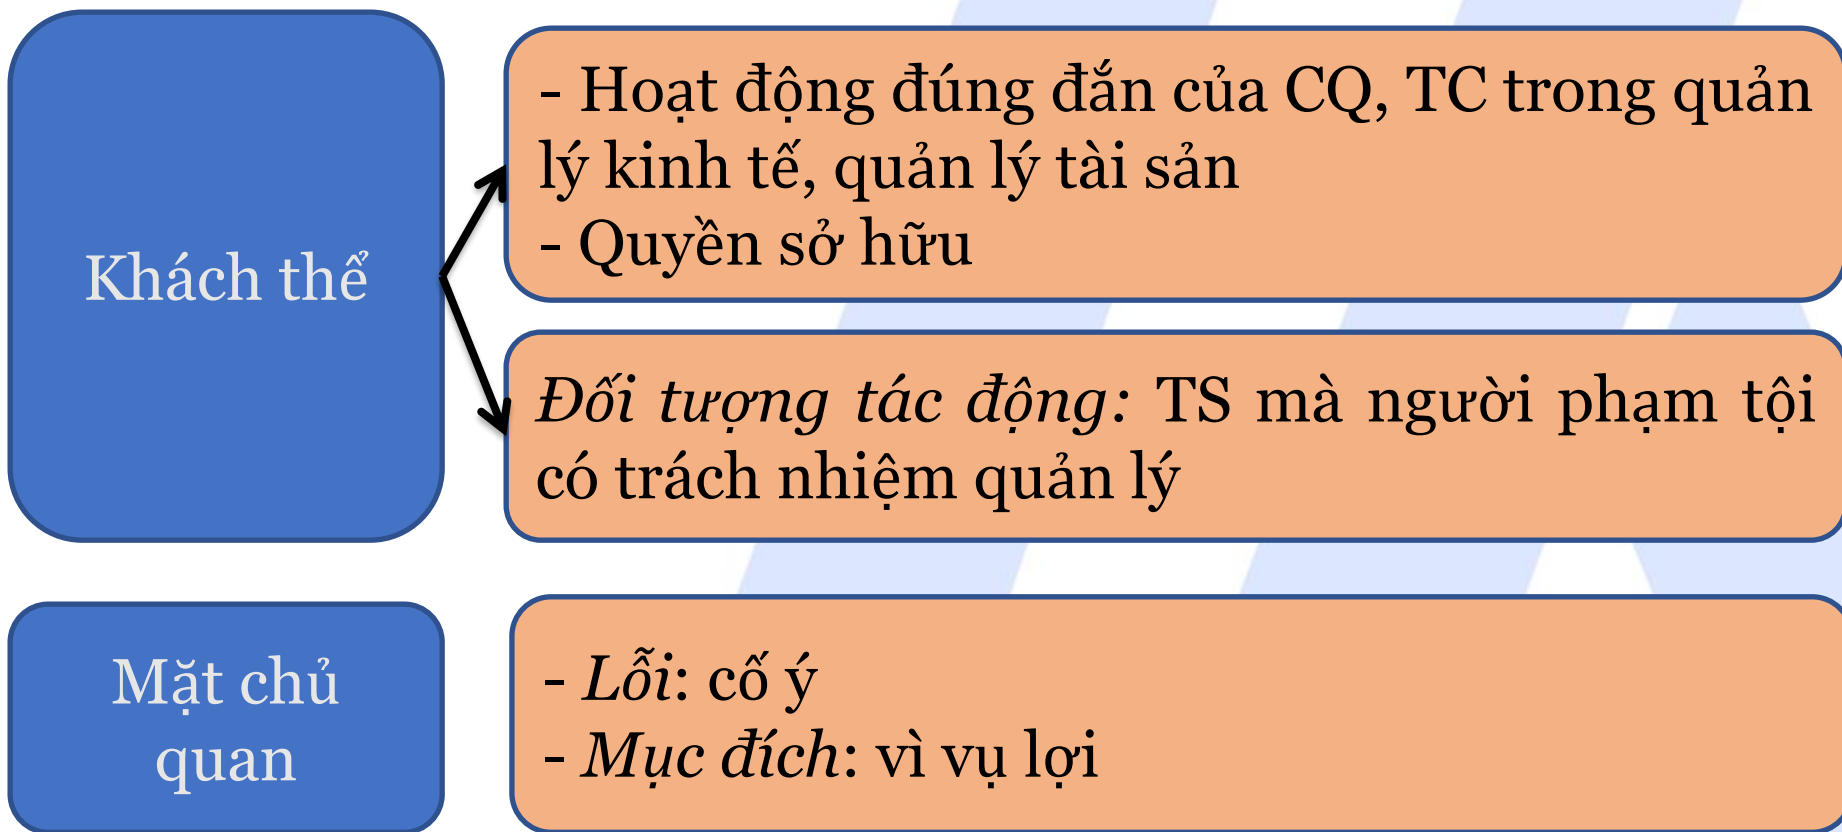 Khách thể
- Hoạt động đúng đắn của CQ, TC trong quản
lý kinh tế, quản lý tài sản
- Quyền sở hữu
Đối tượng tác động: TS mà người phạm tội
có trách nhiệm quản lý
Mặt chủ
quan
- Lỗi: cố ý
- Mục đích: vì vụ lợi